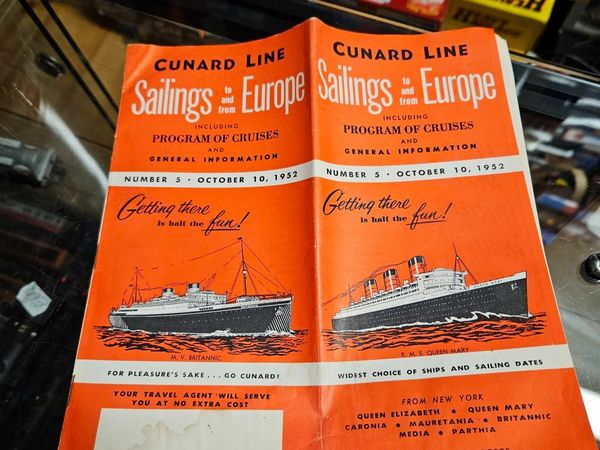 CUNARD LINE
Sailings to and from Europe
INCLUDING
PROGRAM OF CRUISES
AND
GENERAL INFORMATION
NUMBER 5 • OCTOBER 10, 1952
Getting there
is half the fun!
M. V. BRITANNIC
FOR PLEASURE'S SAKE . . . GO CUNARD!
YOUR TRAVEL AGENT WILL SERVE
YOU AT NO EXTRA COST
CUNARD LINE
Sailings to and from Europe
INCLUDING
PROGRAM OF CRUISES
AND
GENERAL INFORMATION
NUMBER 5 • OCTOBER 10, 1952
Getting there
is half the fun!
R. M. S. QUEEN MARY
WIDEST CHOICE OF SHIPS AND SAILING DATES
FROM NEW YORK
QUEEN ELIZABETH • QUEEN MARY
CARONIA • MAURETANIA • BRITANNIC
MEDIA • PARTHIA